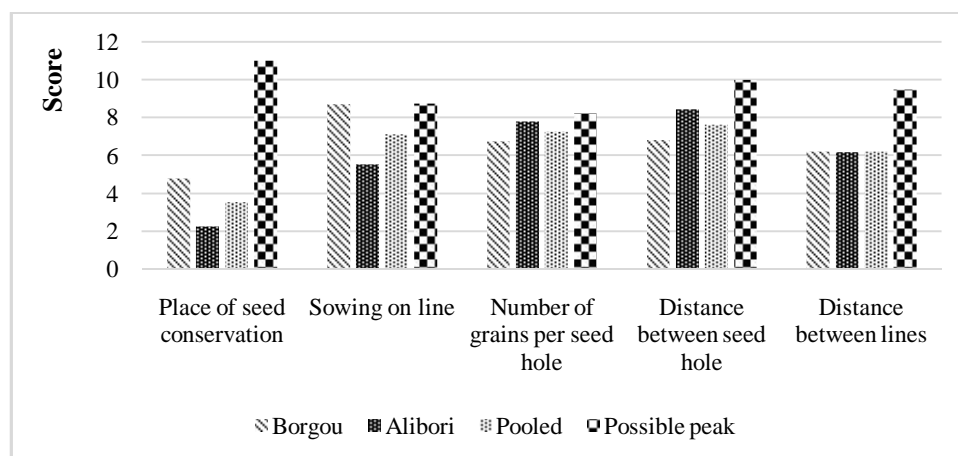 Score
12
10
8
6
4
2
0
Place of seed
conservation
Sowing on line
Number of
grains per seed
hole
Distance
between seed
hole
Distance
between lines
Borgou
Alibori
Pooled
Possible peak